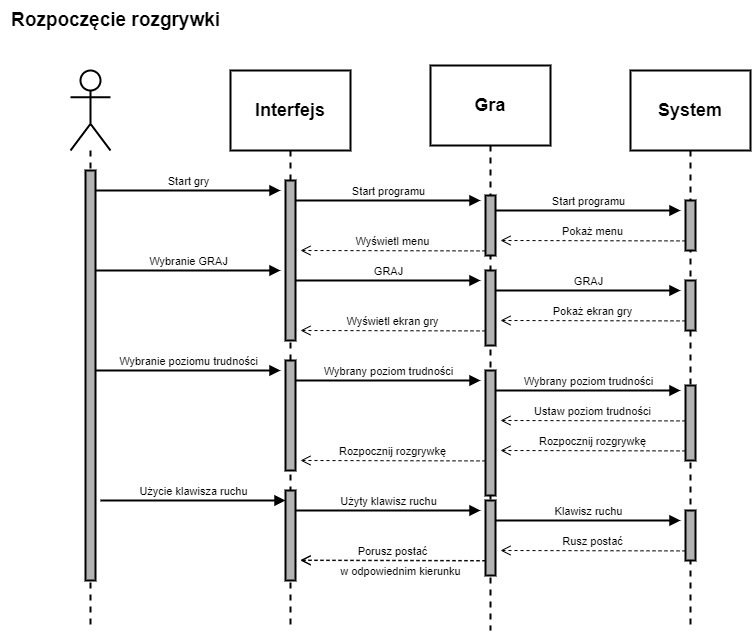 Rozpoczęcie rozgrywki
Interfejs
Gra
System
Start gry
Start programu
Start programu
Pokaż menu
Wyświetl menu
Wybranie GRAJ
GRAJ
GRAJ
Pokaż ekran gry
Wyświetl ekran gry
Wybranie poziomu trudności
Wybrany poziom trudności
Wybrany poziom trudności
Ustaw poziom trudności
Rozpocznij rozgrywkę
Rozpocznij rozgrywkę
Użycie klawisza ruchu
Użyty klawisz ruchu
Klawisz ruchu
Rusz postać
Porusz postać
w odpowiednim kierunku